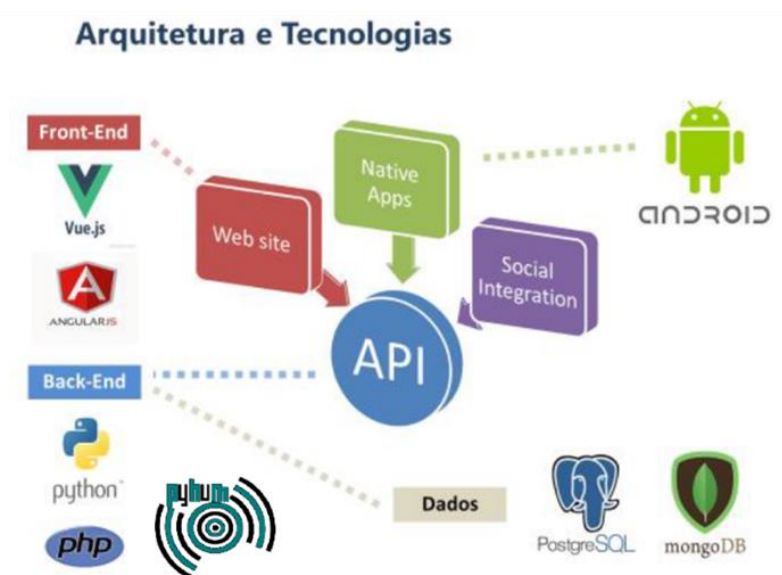 Arquitetura e Tecnologias
Front-End
Vue.js
ANGULARJS
Web site
Native
Apps
Social
Integration
API
ANDROID
Back-End
python
php
pyhum
Dados
PostgreSQL
mongoDB